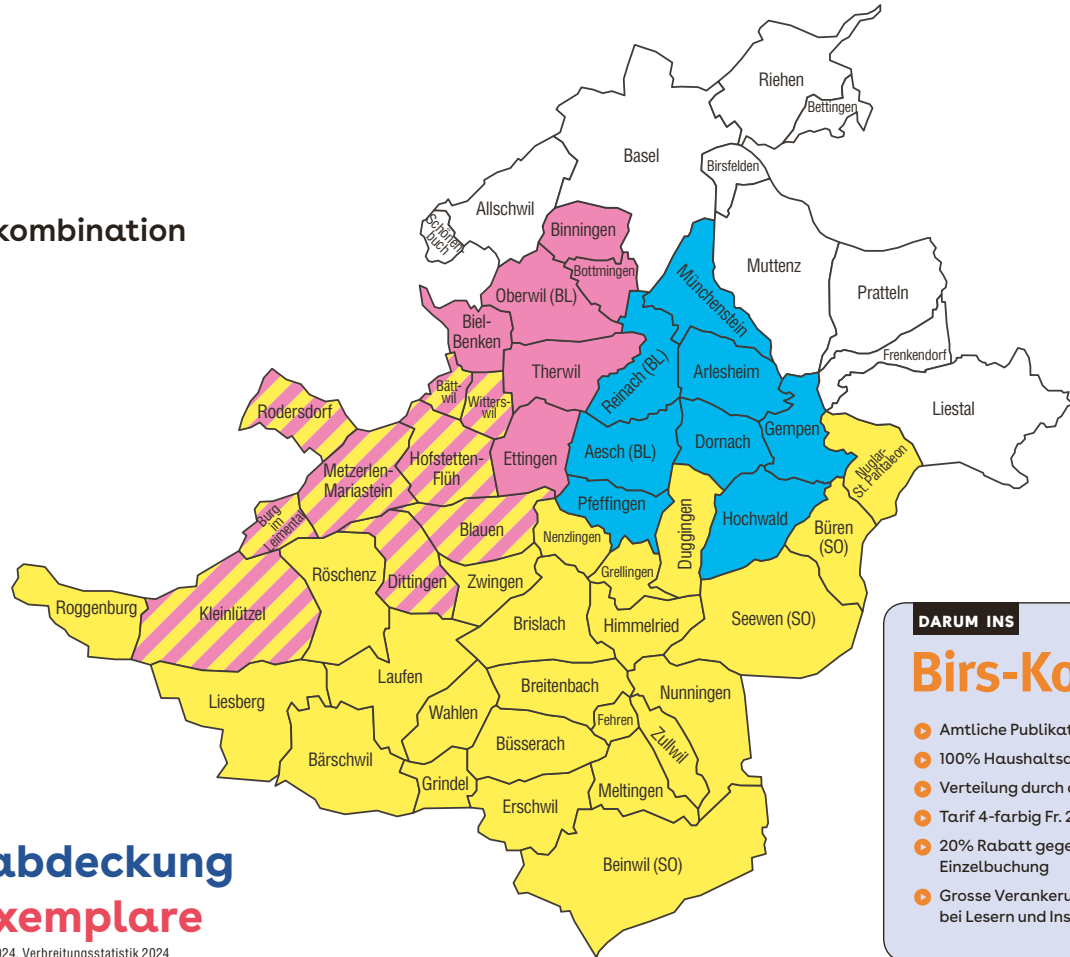 kombination
Riehen
Bettingen
Basel
Birsfelden
Allschwil
Schönen-
buch
Binningen
Bottmingen
Muttenz
Pratteln
Münchenstein
Oberwil (BL)
Biel-
Benken
Frenkendorf
Therwil
Reinach (BL)
Arlesheim
Liestal
Bätt-
wil
Witters-
wil
Rodersdorf
Gempen
Dornach
Aesch (BL)
Ettingen
Hofstetten-
Flüh
Metzerlen-
Mariastein
Nuglar-
St. Pantaleon
Pfeffingen
Hochwald
Büren
(SO)
Burg
im
Leimental
Blauen
Nenzlingen
Duggingen
Grellingen
Röschenz
Dittingen
Zwingen
Roggenburg
Kleinlützel
Brislach
Himmelried
Seewen (SO)
Laufen
Breitenbach
Nunningen
Liesberg
Wahlen
Fehren
Zullwil
Büsserach
Bärschwil
Grindel
Meltingen
Erschwil
Beinwil (SO)
DARUM INS
Birs-Ko
Amtliche Publikat
100% Haushaltsa
Verteilung durch d
Tarif 4-farbig Fr. 2
20% Rabatt gege
Einzelbuchung
Grosse Verankeru
bei Lesern und Ins
abdeckung
xemplare
024, Verbreitungsstatistik 2024